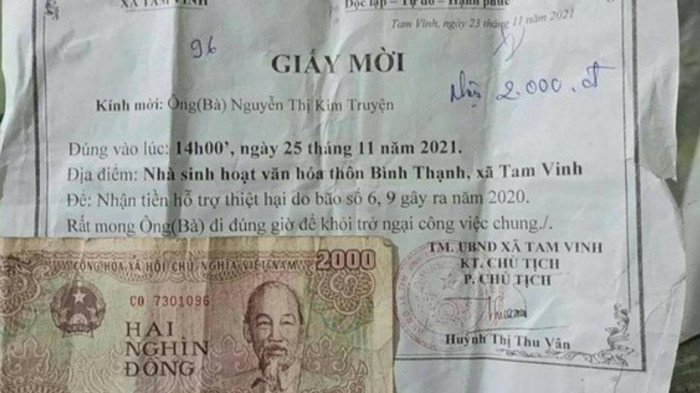 XÃ TAM VINH
Độc lập – Tự do – Hạnh phúc
Tam Vinh, ngày 23 tháng 11 năm 2021
96
GIẤY MỜI
Nhận 2.000.đ
Kính mời: Ông(Bà) Nguyễn Thị Kim Truyện
Đúng vào lúc: 14h00’, ngày 25 tháng 11 năm 2021.
Địa điểm: Nhà sinh hoạt văn hóa thôn Bình Thạnh, xã Tam Vinh
Để: Nhận tiền hỗ trợ thiệt hại do bão số 6, 9 gây ra năm 2020.
Rất mong Ông(Bà) đi đúng giờ để khỏi trở ngại công việc chung./.
TM. UBND XÃ TAM VINH
KT. CHỦ TỊCH
P. CHỦ TỊCH
Huỳnh Thị Thu Vân
CỘNG HÒA XÃ HỘI CHỦ NGHĨA VIỆT NAM 2000
CO 7301096
HAI
NGHÌN
ĐỒNG